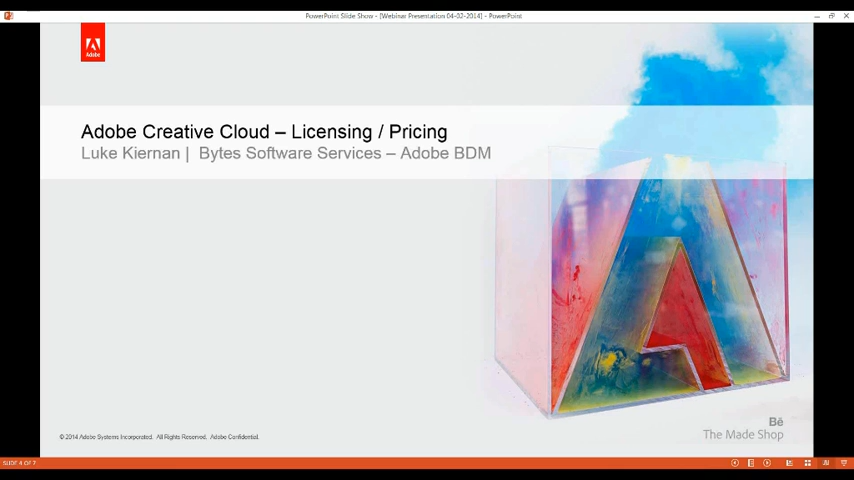 PowerPoint Slide Show - [Webinar Presentation 04-02-2014] - PowerPoint
Adobe
Adobe Creative Cloud – Licensing / Pricing
Luke Kiernan | Bytes Software Services – Adobe BDM
Bē
The Made Shop
© 2014 Adobe Systems Incorporated. All Rights Reserved. Adobe Confidential.
SLIDE 4 OF 7